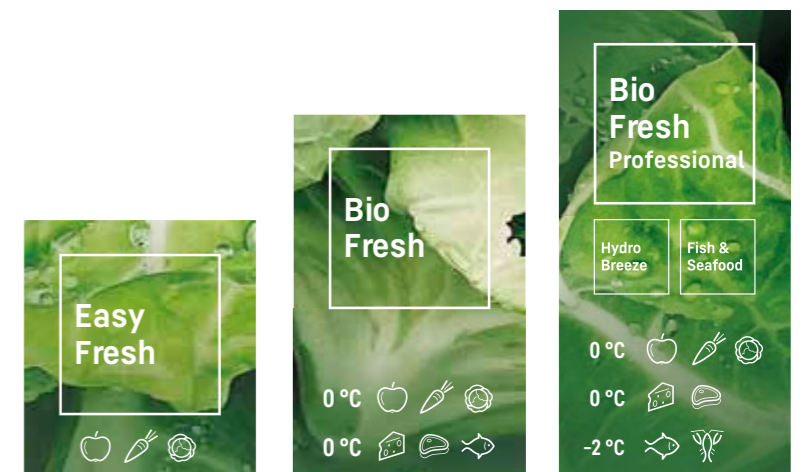 Easy
Fresh
Bio
Fresh
0 °C
0 °C
Bio
Fresh
Professional
Hydro
Breeze
Fish &
Seafood
0 °C
0 °C
-2 °C